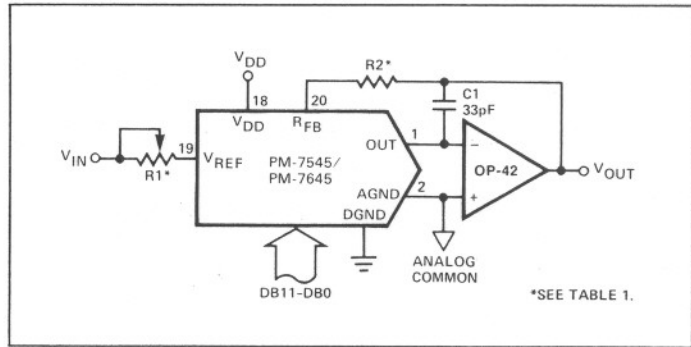 VDD
R2*
C1
33pF
18
20
VDD
RFB
1
OUT
−
VIN
19
VREF
PM-7545/
PM-7645
OP-42
VOUT
R1*
AGND
2
+
DGND
ANALOG
COMMON
DB11-DB0
*SEE TABLE 1.